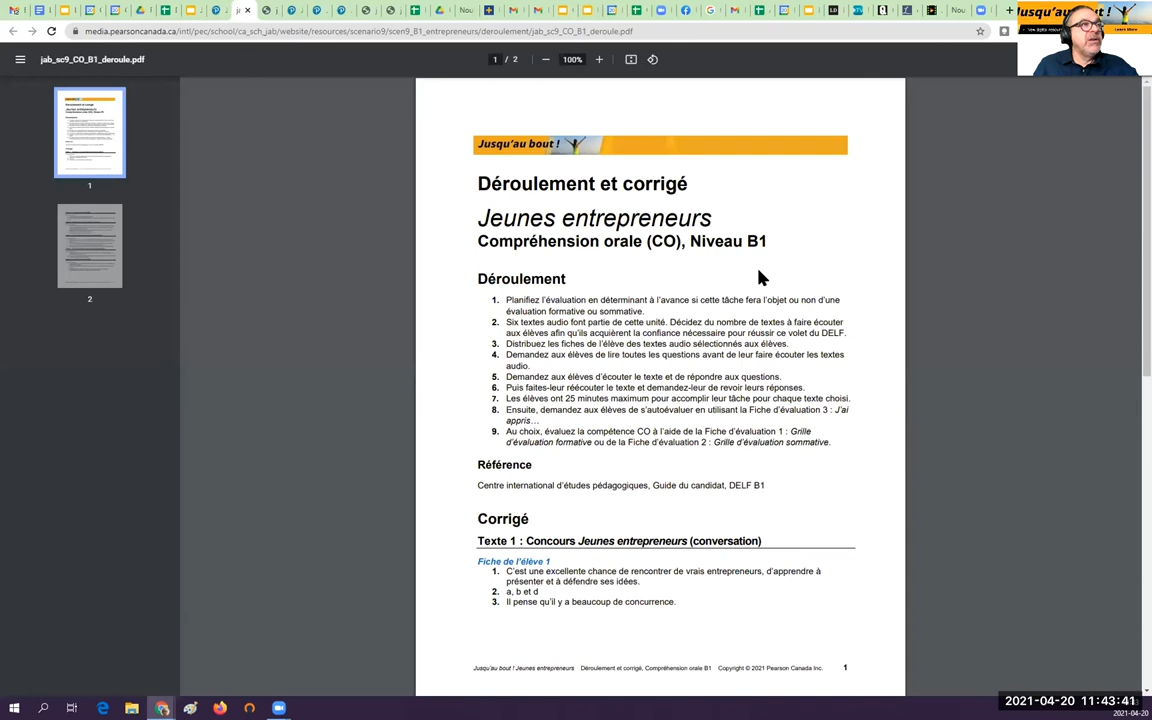 Nou
Nou
media.pearsoncanada.ca/intl/pec/school/ca_sch_jab/website/resources/scenario9/scen9_B1_entrepreneurs/deroulement/jab_sc9_CO_B1_deroule.pdf
Jusqu'au bout !
Learn More
jab_sc9_CO_B1_deroule.pdf
1 / 2
100%
1
2
Jusqu'au bout !
Déroulement et corrigé
Jeunes entrepreneurs
Compréhension orale (CO), Niveau B1
Déroulement
1. Planifiez l'évaluation en déterminant à l'avance si cette tâche fera l'objet ou non d'une
évaluation formative ou sommative.
2. Six textes audio font partie de cette unité. Décidez du nombre de textes à faire écouter
aux élèves afin qu'ils acquièrent la confiance nécessaire pour réussir ce volet du DELF.
3. Distribuez les fiches de l'élève des textes audio sélectionnés aux élèves.
4. Demandez aux élèves de lire toutes les questions avant de leur faire écouter les textes
audio.
5. Demandez aux élèves d'écouter le texte et de répondre aux questions.
6. Puis faites-leur réécouter le texte et demandez-leur de revoir leurs réponses.
7. Les élèves ont 25 minutes maximum pour accomplir leur tâche pour chaque texte choisi.
8. Ensuite, demandez aux élèves de s'autoévaluer en utilisant la Fiche d'évaluation 3 : J'ai
appris…
9. Au choix, évaluez la compétence CO à l'aide de la Fiche d'évaluation 1 : Grille
d'évaluation formative ou de la Fiche d'évaluation 2 : Grille d'évaluation sommative.
Référence
Centre international d'études pédagogiques, Guide du candidat, DELF B1
Corrigé
Texte 1 : Concours Jeunes entrepreneurs (conversation)
Fiche de l'élève 1
1. C'est une excellente chance de rencontrer de vrais entrepreneurs, d'apprendre à
présenter et à défendre ses idées.
2. a, b et d
3. Il pense qu'il y a beaucoup de concurrence.
Jusqu'au bout ! Jeunes entrepreneurs Déroulement et corrigé, Compréhension orale B1 Copyright © 2021 Pearson Canada Inc. 1
2021-04-20 11:43:41
2021-04-20